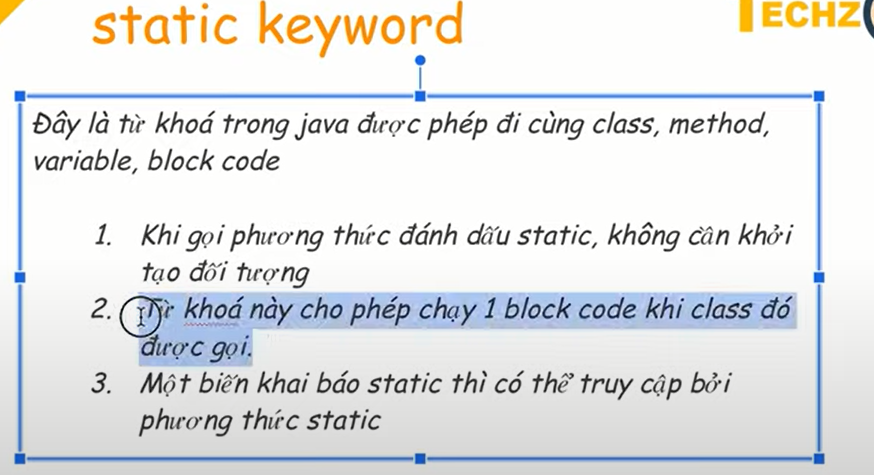 static keyword
TECHZ
Đây là từ khoá trong java được phép đi cùng class, method,
variable, block code
1. Khi gọi phương thức đánh dấu static, không cần khởi
tạo đối tượng
2. Từ khoá này cho phép chạy 1 block code khi class đó
được gọi.
3. Một biến khai báo static thì có thể truy cập bởi
phương thức static